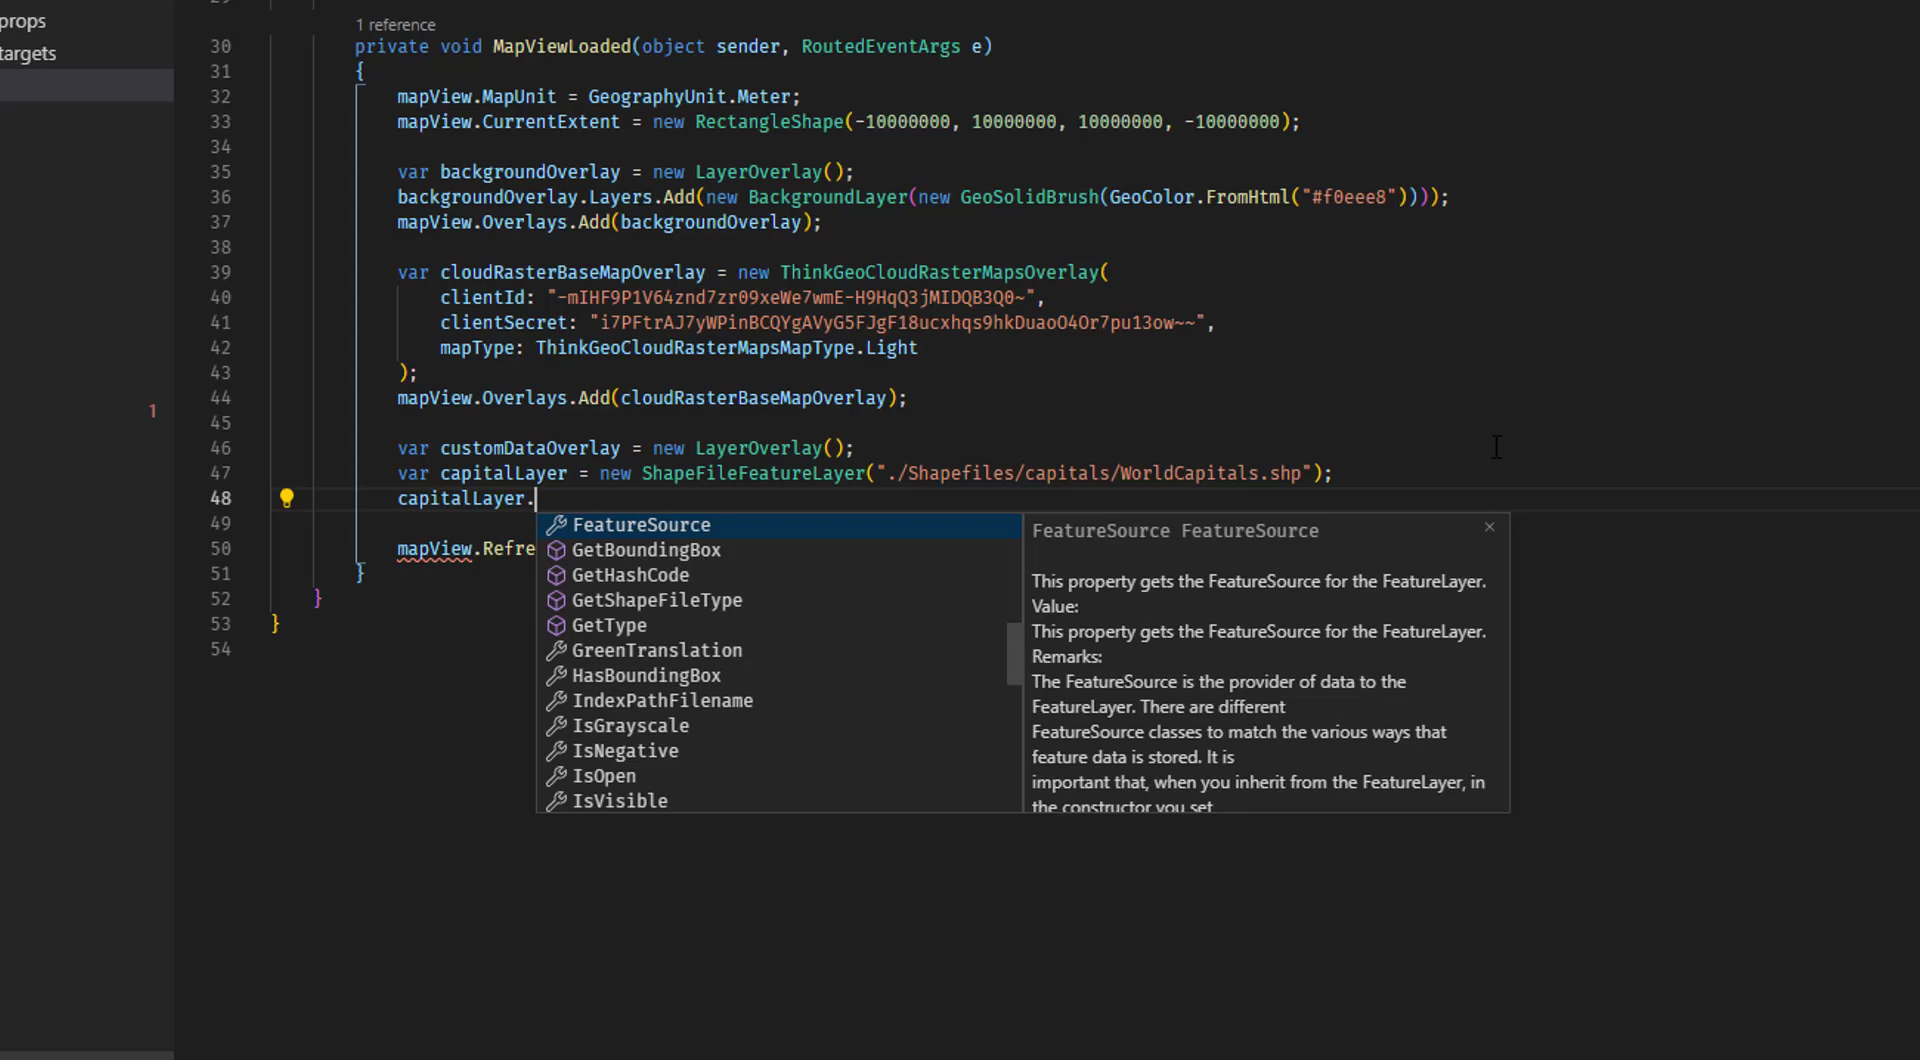 props
targets
1
29
1 reference
30 private void MapViewLoaded(object sender, RoutedEventArgs e)
31 {
32 mapView.MapUnit = GeographyUnit.Meter;
33 mapView.CurrentExtent = new RectangleShape(-10000000, 10000000, 10000000, -10000000);
34
35 var backgroundOverlay = new LayerOverlay();
36 backgroundOverlay.Layers.Add(new BackgroundLayer(new GeoSolidBrush(GeoColor.FromHtml("#f0eee8"))));
37 mapView.Overlays.Add(backgroundOverlay);
38
39 var cloudRasterBaseMapOverlay = new ThinkGeoCloudRasterMapsOverlay(
40 clientId: "-mIHF9P1V64znd7zr09xeWe7wmE-H9HqQ3jMIDQB3Q0~",
41 clientSecret: "i7PFtrAJ7yWPinBCQYgAVyG5FJgF18ucxhqs9hkDuaoO4Or7pu13ow~~",
42 mapType: ThinkGeoCloudRasterMapsMapType.Light
43 );
44 mapView.Overlays.Add(cloudRasterBaseMapOverlay);
45
46 var customDataOverlay = new LayerOverlay();
47 var capitalLayer = new ShapeFileFeatureLayer("./Shapefiles/capitals/WorldCapitals.shp");
48 capitalLayer.
49
50 mapView.Refre
51 }
52 }
53 }
54
FeatureSource
GetBoundingBox
GetHashCode
GetShapeFileType
GetType
GreenTranslation
HasBoundingBox
IndexPathFilename
IsGrayscale
IsNegative
IsOpen
IsVisible
FeatureSource FeatureSource
This property gets the FeatureSource for the FeatureLayer.
Value:
This property gets the FeatureSource for the FeatureLayer.
Remarks:
The FeatureSource is the provider of data to the
FeatureLayer. There are different
FeatureSource classes to match the various ways that
feature data is stored. It is
important that, when you inherit from the FeatureLayer, in
the constructor you set